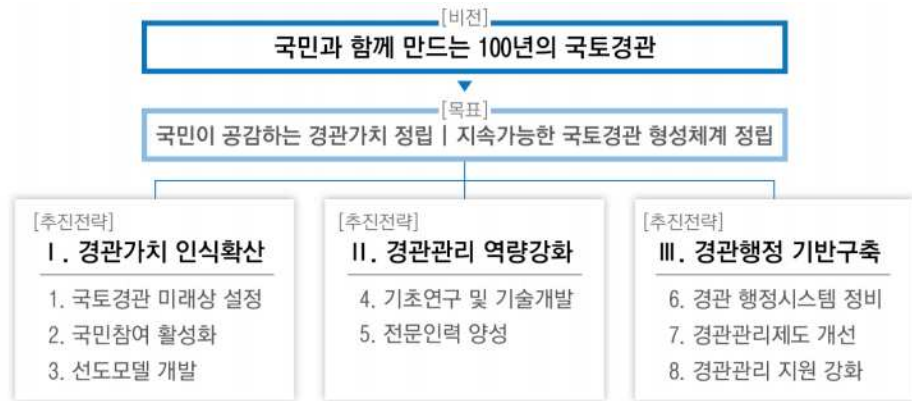 [비전]
국민과 함께 만드는 100년의 국토경관
[목표]
국민이 공감하는 경관가치 정립 | 지속가능한 국토경관 형성체계 정립
[추진전략]
Ⅰ. 경관가치 인식확산
1. 국토경관 미래상 설정
2. 국민참여 활성화
3. 선도모델 개발
[추진전략]
Ⅱ. 경관관리 역량강화
4. 기초연구 및 기술개발
5. 전문인력 양성
[추진전략]
Ⅲ. 경관행정 기반구축
6. 경관 행정시스템 정비
7. 경관관리제도 개선
8. 경관관리 지원 강화